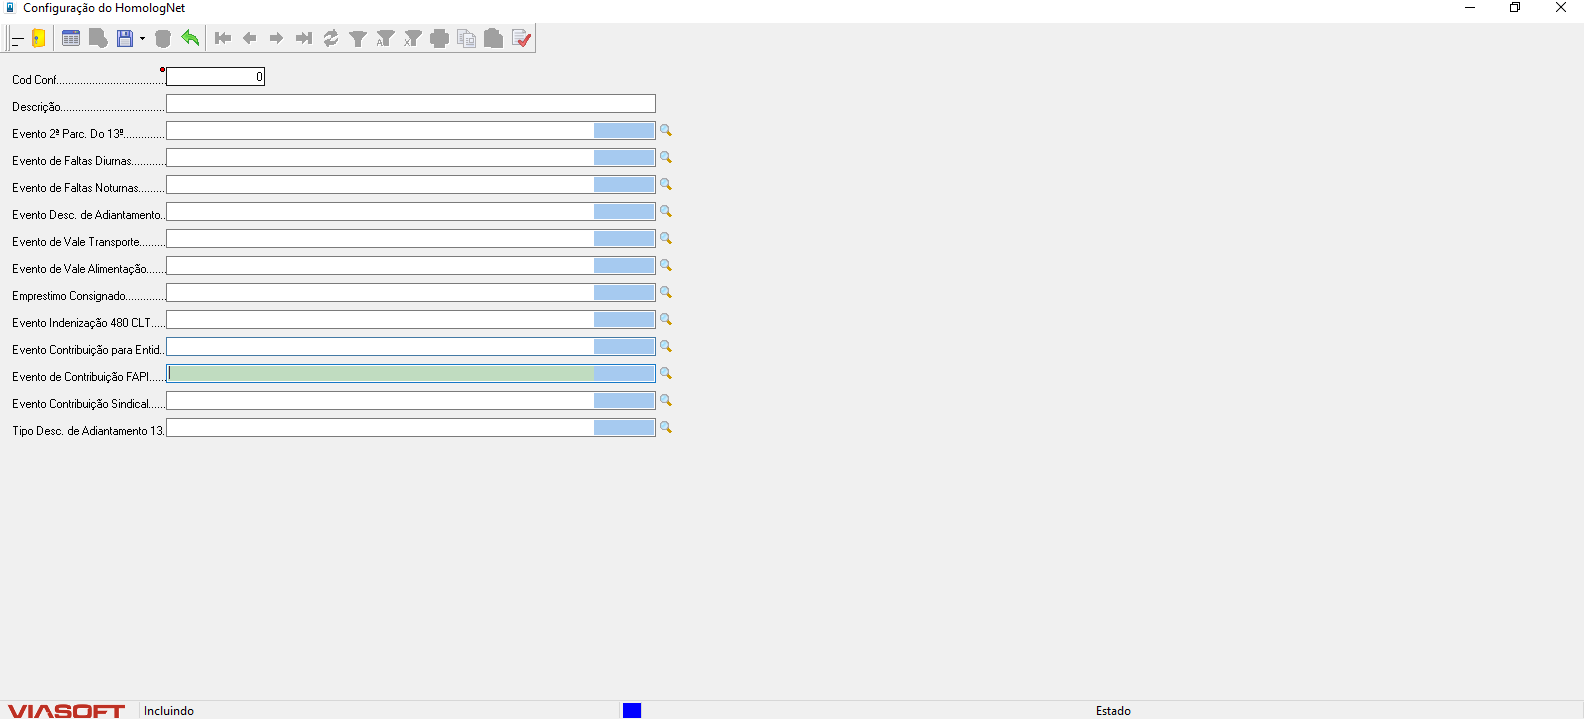 Configuração do HomologNet
Cod Conf.....................................
0
Descrição...................................
Evento 2ª Parc. Do 13º..............
Evento de Faltas Diurnas............
Evento de Faltas Noturnas.........
Evento Desc. de Adiantamento..
Evento de Vale Transporte.........
Evento de Vale Alimentação.......
Emprestimo Consignado..............
Evento Indenização 480 CLT.....
Evento Contribuição para Entid..
Evento de Contribuição FAPI......
Evento Contribuição Sindical......
Tipo Desc. de Adiantamento 13.
VIASOFT
Incluindo
Estado